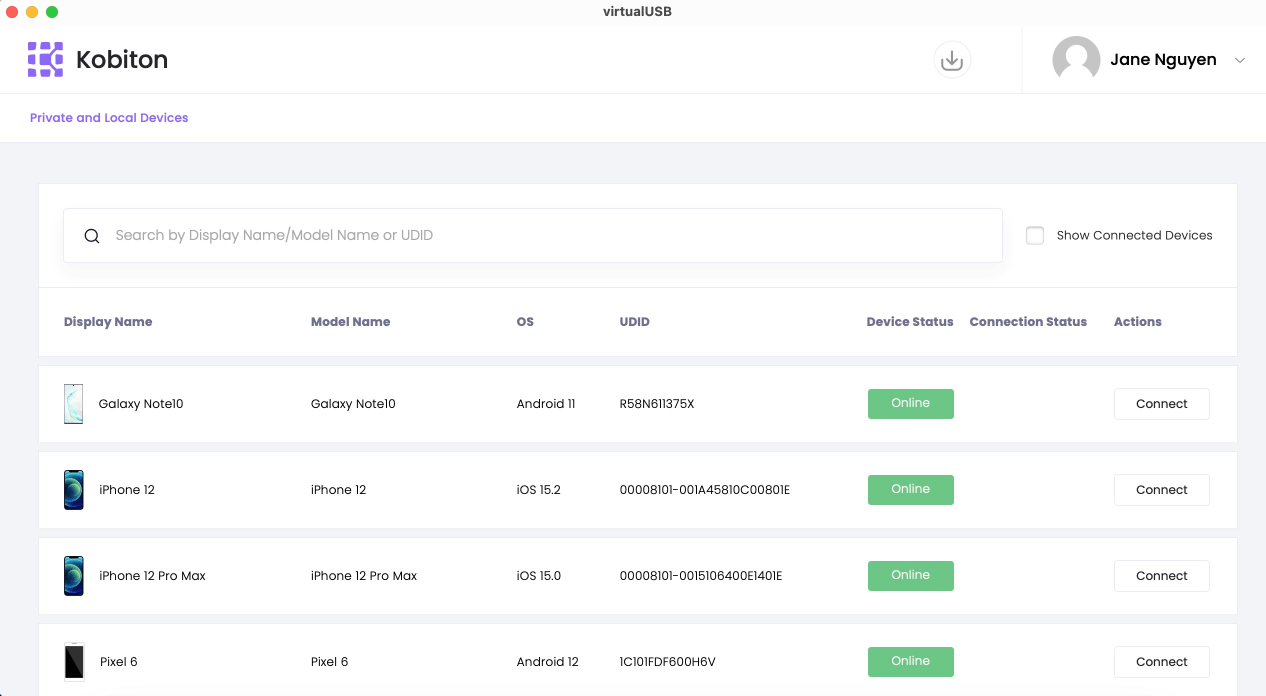 virtualUSB
Kobiton
Jane Nguyen
Private and Local Devices
Search by Display Name/Model Name or UDID
Show Connected Devices
Display Name Model Name OS UDID Device Status Connection Status Actions
Galaxy Note10 Galaxy Note10 Android 11 R58N611375X Online Connect
iPhone 12 iPhone 12 iOS 15.2 00008101-001A45810C00801E Online Connect
iPhone 12 Pro Max iPhone 12 Pro Max iOS 15.0 00008101-0015106400E1401E Online Connect
Pixel 6 Pixel 6 Android 12 1C101FDF600H6V Online Connect